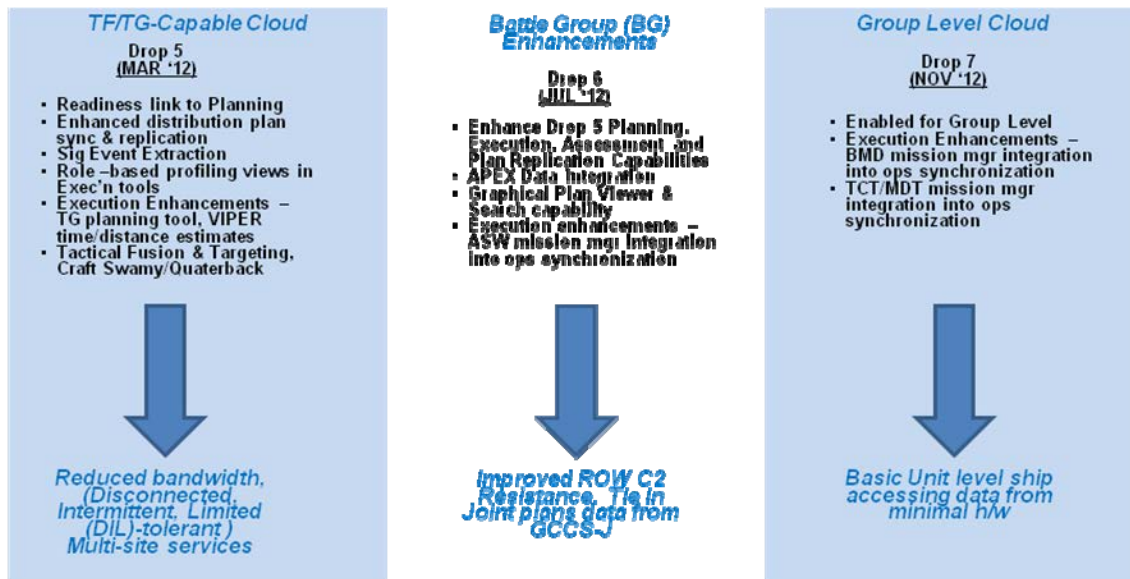 TF/TG-Capable Cloud
Drop 5
(MAR ‘12)
▪ Readiness link to Planning
▪ Enhanced distribution plan
sync & replication
▪ Sig Event Extraction
▪ Role –based profiling views in
Exec’n tools
▪ Execution Enhancements –
TG planning tool, VIPER
time/distance estimates
▪ Tactical Fusion & Targeting,
Craft Swamy/Quaterback
Reduced bandwidth,
(Disconnected,
Intermittent, Limited
(DIL)-tolerant )
Multi-site services
Battle Group (BG)
Enhancements
Drop 6
(JUL ‘12)
▪ Enhance Drop 5 Planning,
Execution, Assessment and
Plan Replication Capabilities
▪ APEX Data Integration
▪ Graphical Plan Viewer &
Search capability
▪ Execution enhancements –
ASW mission mgr integration
into ops synchronization
Improved ROW C2
Resistance, Tie in
Joint plans data from
GCCS-J
Group Level Cloud
Drop 7
(NOV ‘12)
▪ Enabled for Group Level
▪ Execution Enhancements –
BMD mission mgr integration
into ops synchronization
▪ TCT/MDT mission mgr
integration into ops
synchronization
Basic Unit level ship
accessing data from
minimal h/w